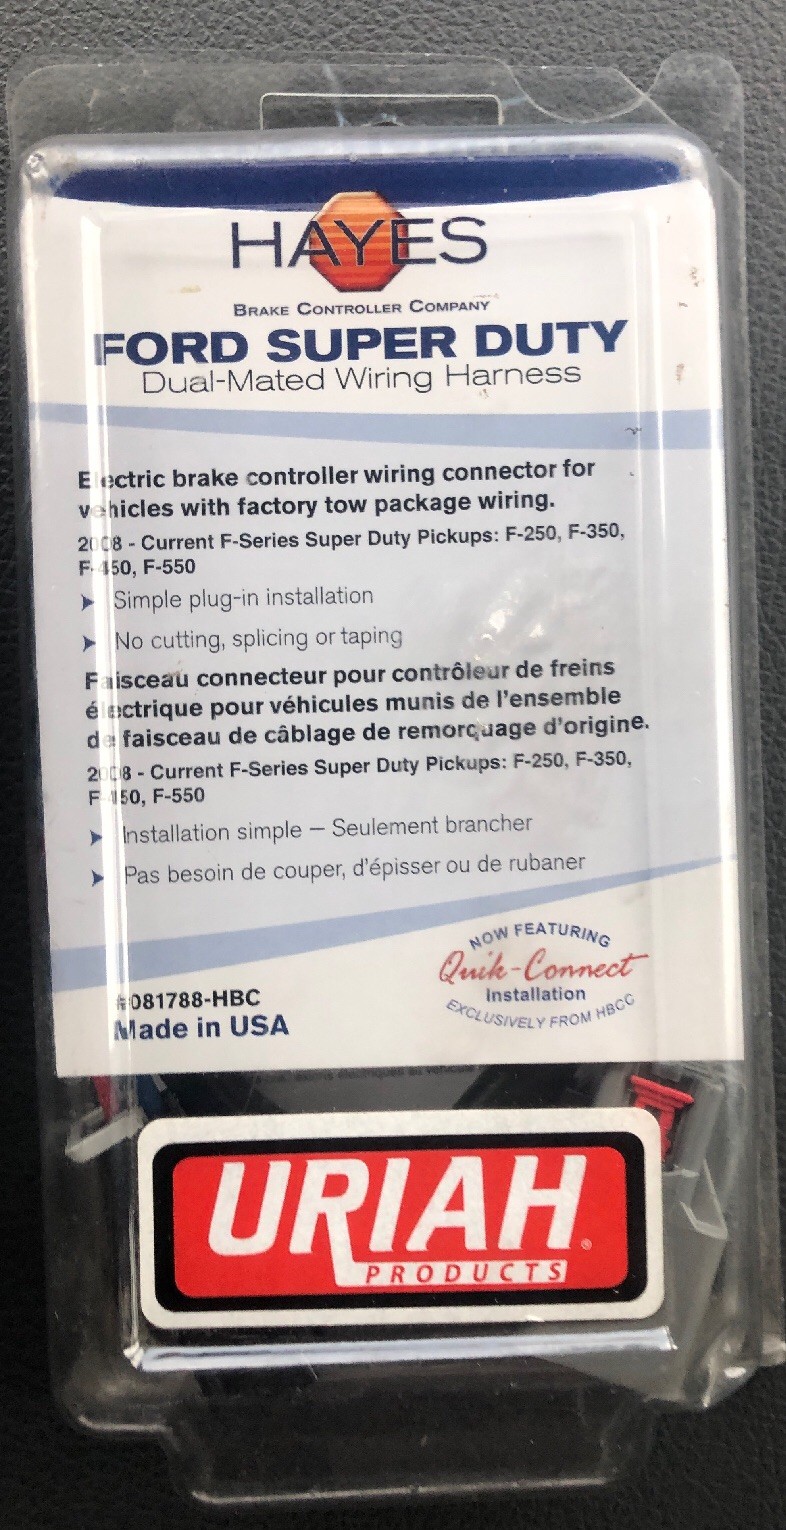 HAYES
BRAKE CONTROLLER COMPANY
FORD SUPER DUTY
Dual-Mated Wiring Harness
Electric brake controller wiring connector for
vehicles with factory tow package wiring.
2008 - Current F-Series Super Duty Pickups: F-250, F-350,
F-450, F-550
➤ Simple plug-in installation
➤ No cutting, splicing or taping
Faisceau connecteur pour contrôleur de freins
électrique pour véhicules munis de l'ensemble
de faisceau de câblage de remorquage d'origine.
2008 - Current F-Series Super Duty Pickups: F-250, F-350,
F-450, F-550
➤ Installation simple – Seulement brancher
➤ Pas besoin de couper, d'épisser ou de rubaner
NOW FEATURING
Quik-Connect
Installation
EXCLUSIVELY FROM HBCC
#081788-HBC
Made in USA
URIAH
PRODUCTS